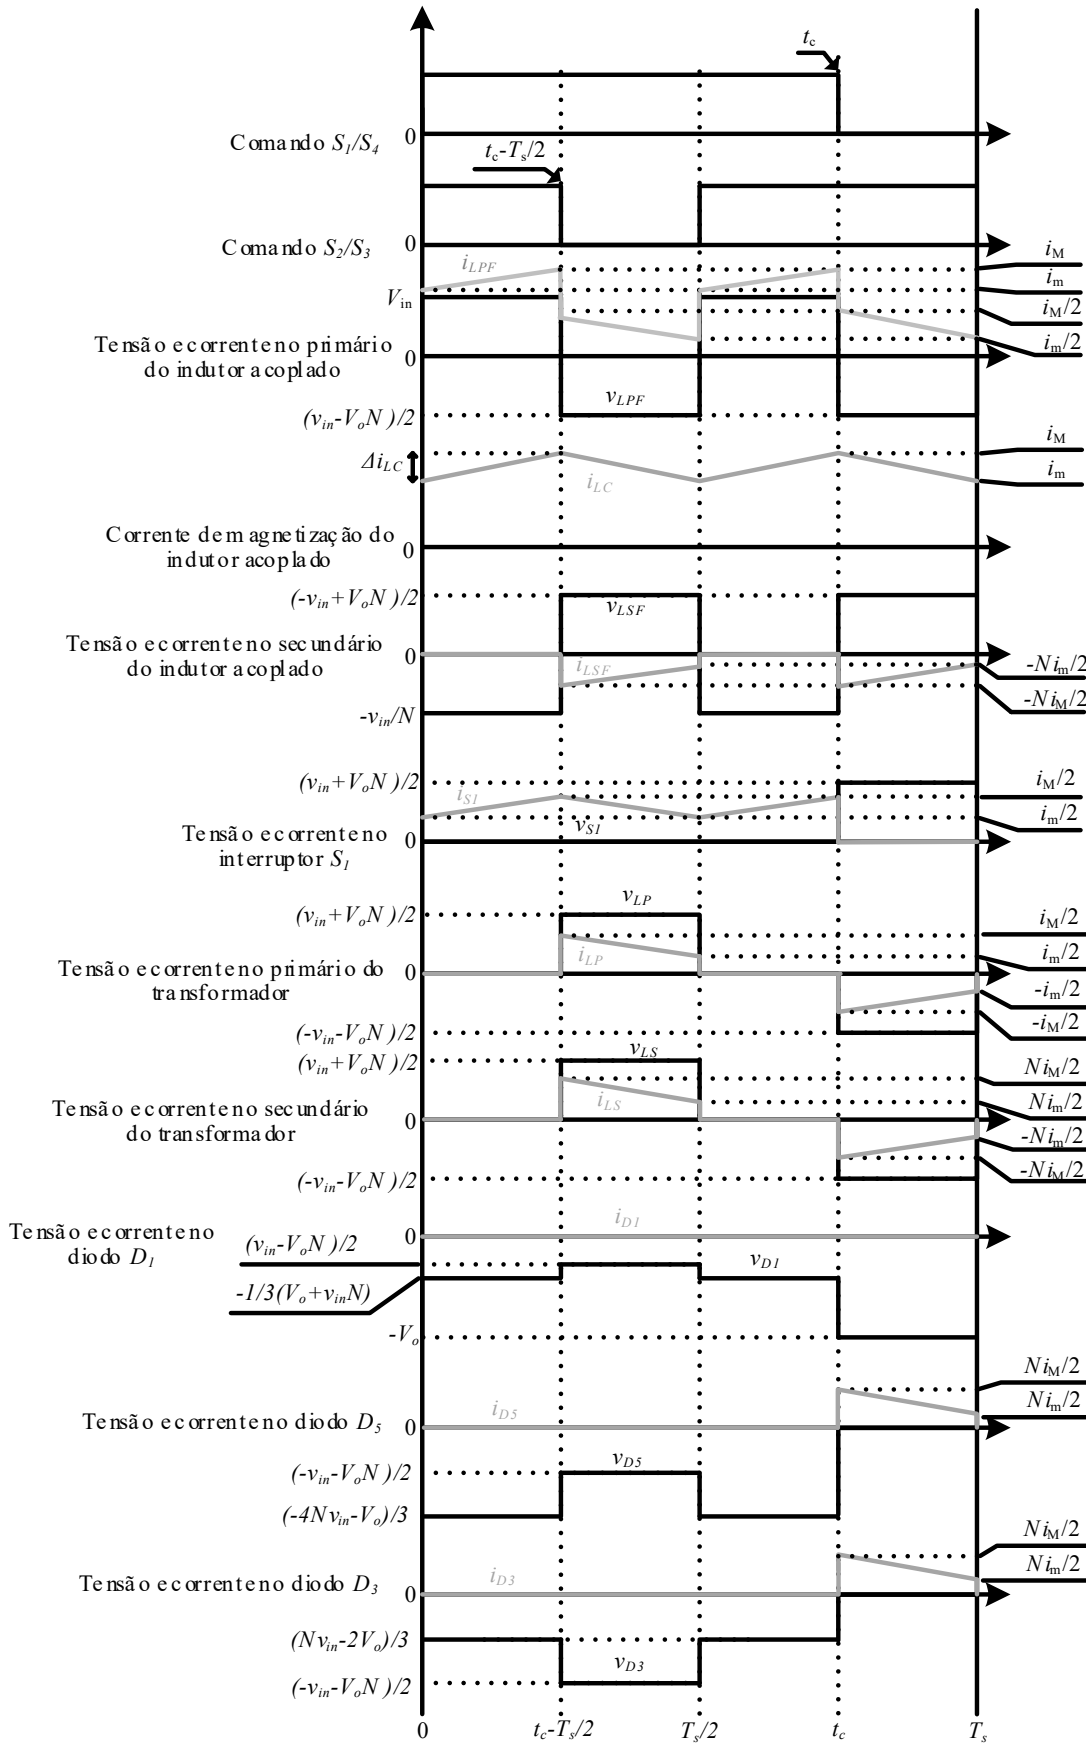 t_c
Comando S_1/S_4
0
t_c-T_s/2
Comando S_2/S_3
0
i_LPF
i_M
i_m
V_in
i_M/2
Tensão e corrente no primário
do indutor acoplado
0
i_m/2
v_LPF
(v_in-V_oN)/2
i_M
Δi_LC
i_m
i_LC
Corrente de magnetização do
indutor acoplado
0
(-v_in+V_oN)/2
v_LSF
Tensão e corrente no secundário
do indutor acoplado
0
i_LSF
-Ni_m/2
-Ni_M/2
-v_in/N
(v_in+V_oN)/2
i_M/2
i_S1
i_m/2
v_S1
Tensão e corrente no
interruptor S_1
0
(v_in+V_oN)/2
v_LP
i_M/2
i_m/2
i_LP
Tensão e corrente no primário do
transformador
0
-i_m/2
-i_M/2
(-v_in-V_oN)/2
v_LS
(v_in+V_oN)/2
Ni_M/2
i_LS
Ni_m/2
Tensão e corrente no secundário
do transformador
0
-Ni_m/2
-Ni_M/2
(-v_in-V_oN)/2
Tensão e corrente no
diodo D_1
0
i_D1
(v_in-V_oN)/2
v_D1
-1/3(V_o+v_inN)
-V_o
Ni_M/2
Ni_m/2
i_D5
Tensão e corrente no diodo D_5
0
v_D5
(-v_in-V_oN)/2
(-4Nv_in-V_o)/3
Ni_M/2
Ni_m/2
i_D3
Tensão e corrente no diodo D_3
0
(Nv_in-2V_o)/3
v_D3
(-v_in-V_oN)/2
0
t_c-T_s/2
T_s/2
t_c
T_s